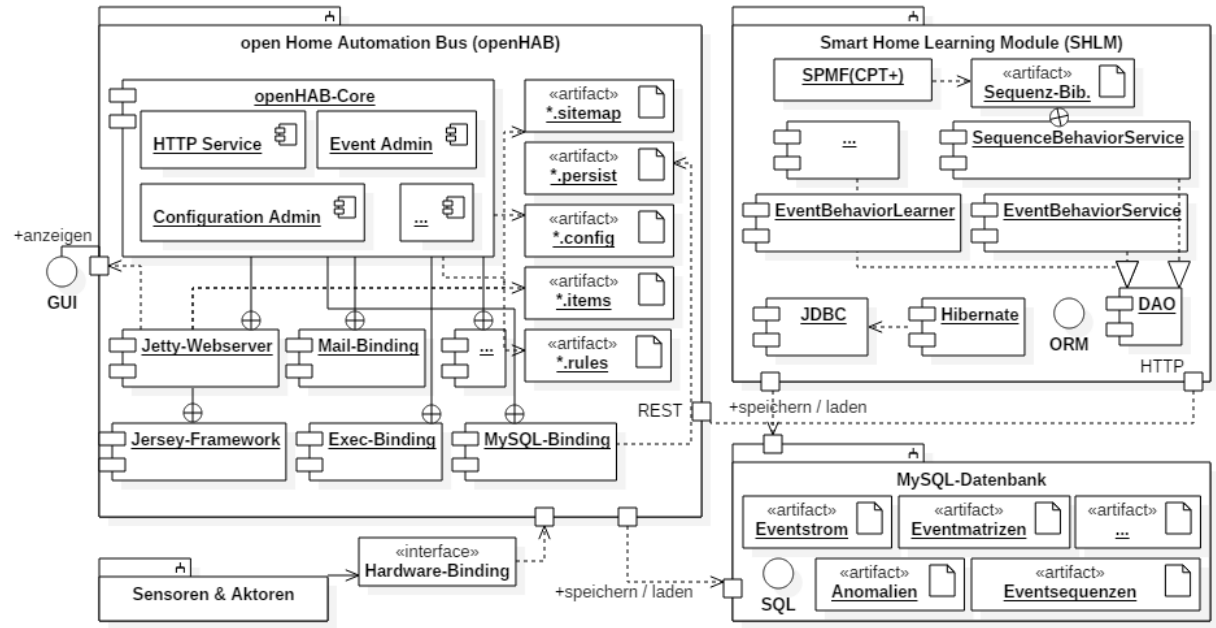 open Home Automation Bus (openHAB)
openHAB-Core
HTTP Service
Event Admin
Configuration Admin
...
«artifact»
*.sitemap
«artifact»
*.persist
«artifact»
*.config
«artifact»
*.items
«artifact»
*.rules
+anzeigen
GUI
Jetty-Webserver
Mail-Binding
...
Jersey-Framework
Exec-Binding
MySQL-Binding
REST
Smart Home Learning Module (SHLM)
SPMF(CPT+)
«artifact»
Sequenz-Bib.
...
SequenceBehaviorService
EventBehaviorLearner
EventBehaviorService
JDBC
Hibernate
ORM
DAO
HTTP
+speichern / laden
MySQL-Datenbank
«artifact»
Eventstrom
«artifact»
Eventmatrizen
«artifact»
...
SQL
«artifact»
Anomalien
«artifact»
Eventsequenzen
Sensoren & Aktoren
«interface»
Hardware-Binding
+speichern / laden